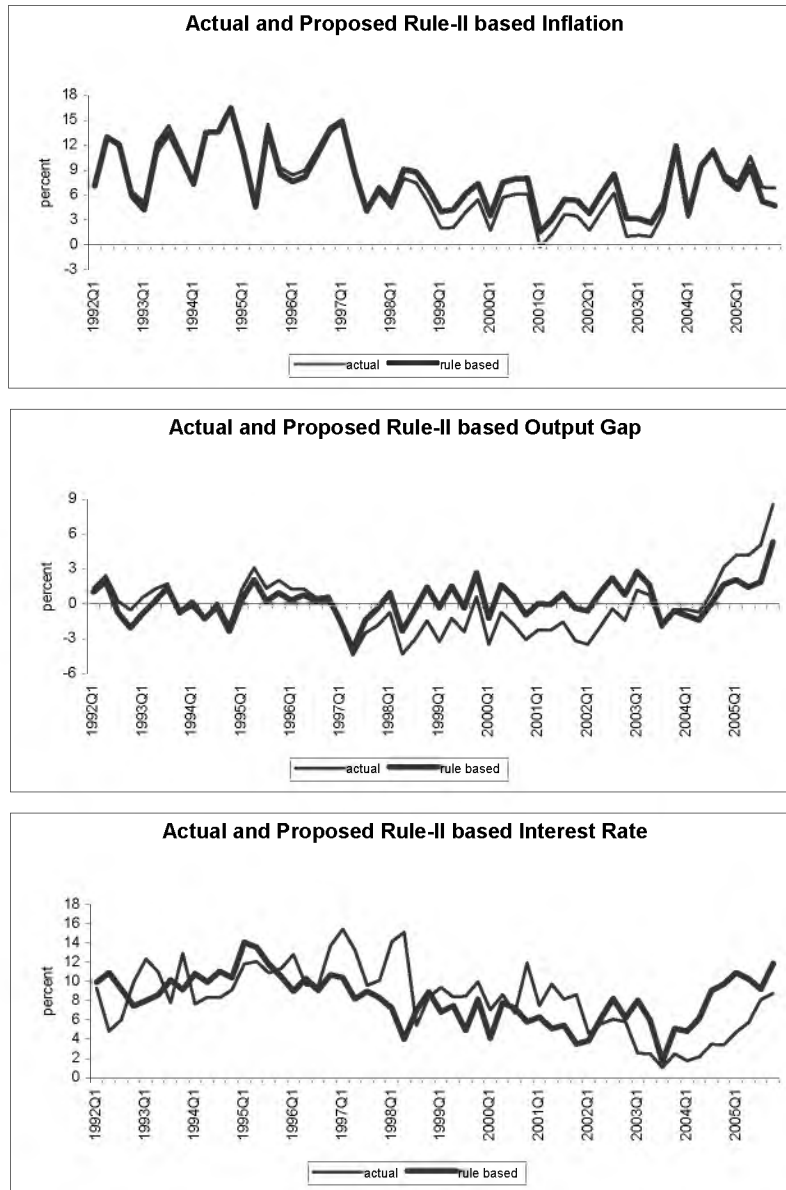 Actual and Proposed Rule-II based Inflation
18
15
12
9
6
3
0
-3
percent
1992Q1
1993Q1
1994Q1
1995Q1
1996Q1
1997Q1
1998Q1
1999Q1
2000Q1
2001Q1
2002Q1
2003Q1
2004Q1
2005Q1
actual rule based
Actual and Proposed Rule-II based Output Gap
9
6
3
0
-3
-6
percent
1992Q1
1993Q1
1994Q1
1995Q1
1996Q1
1997Q1
1998Q1
1999Q1
2000Q1
2001Q1
2002Q1
2003Q1
2004Q1
2005Q1
actual rule based
Actual and Proposed Rule-II based Interest Rate
18
16
14
12
10
8
6
4
2
0
percent
1992Q1
1993Q1
1994Q1
1995Q1
1996Q1
1997Q1
1998Q1
1999Q1
2000Q1
2001Q1
2002Q1
2003Q1
2004Q1
2005Q1
actual rule based